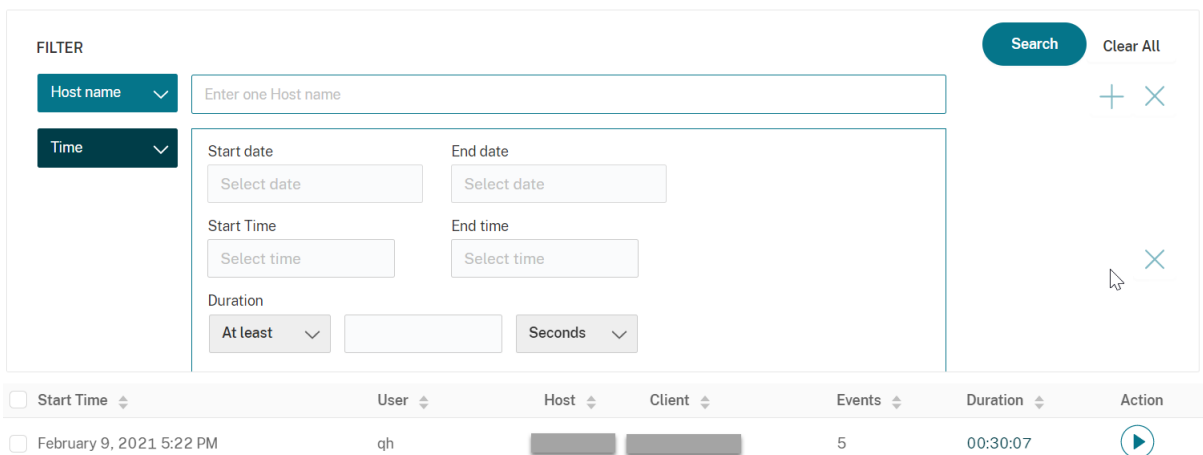 FILTER
Search
Clear All
Host name
Enter one Host name
Time
Start date
End date
Select date
Select date
Start Time
End time
Select time
Select time
Duration
At least
Seconds
Start Time
User
Host
Client
Events
Duration
Action
February 9, 2021 5:22 PM
qh
5
00:30:07